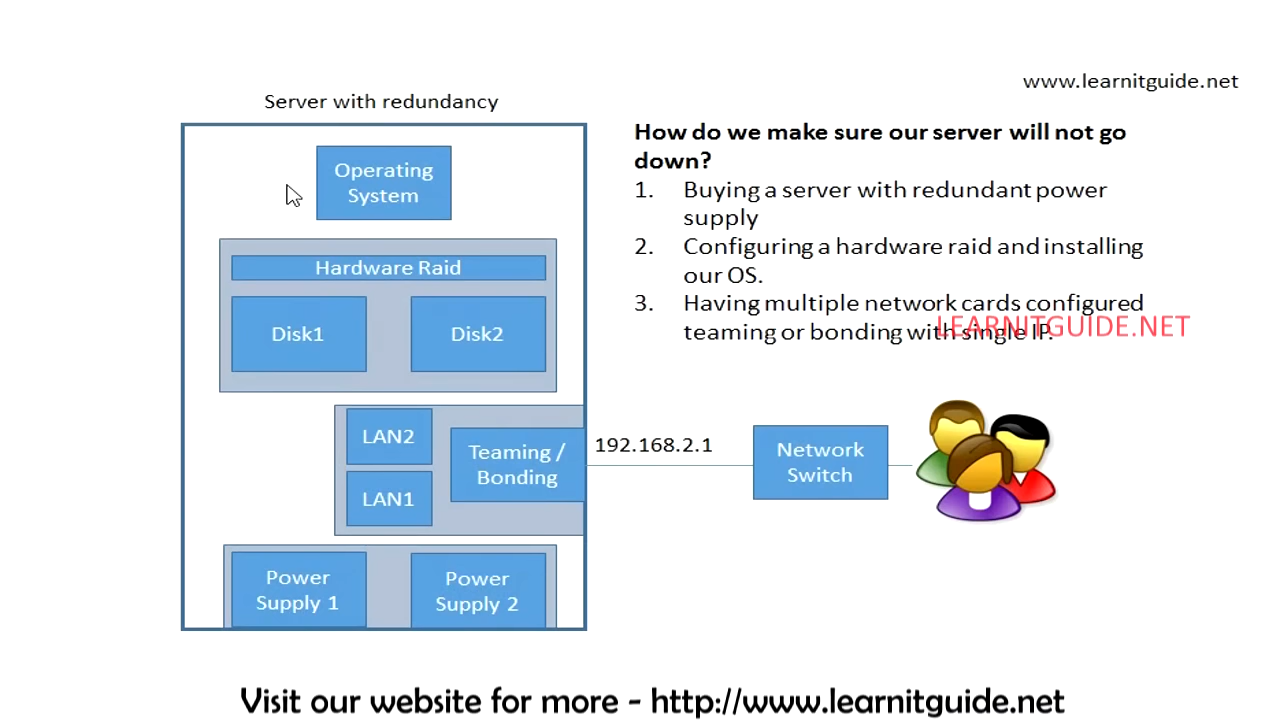 www.learnitguide.net
Server with redundancy
How do we make sure our server will not go
down?
1. Buying a server with redundant power
supply
2. Configuring a hardware raid and installing
our OS.
3. Having multiple network cards configured
teaming or bonding with single IP.
LEARNITGUIDE.NET
Operating
System
Hardware Raid
Disk1
Disk2
LAN2
LAN1
Teaming /
Bonding
192.168.2.1
Network
Switch
Power
Supply 1
Power
Supply 2
Visit our website for more - http://www.learnitguide.net